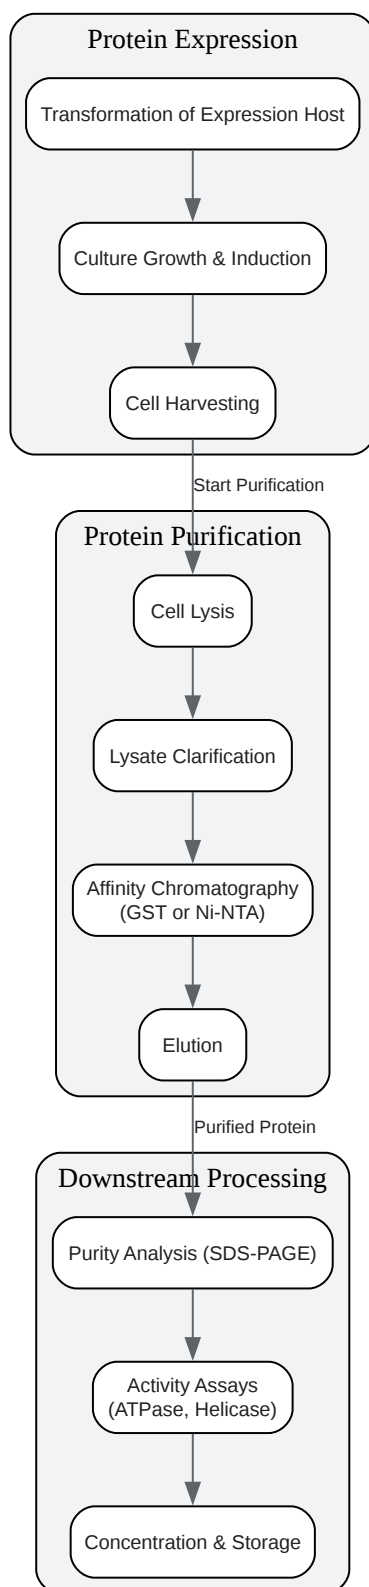 Protein Expression
Transformation of Expression Host
Culture Growth & Induction
Cell Harvesting
Start Purification
Protein Purification
Cell Lysis
Lysate Clarification
Affinity Chromatography
(GST or Ni-NTA)
Elution
Purified Protein
Downstream Processing
Purity Analysis (SDS-PAGE)
Activity Assays
(ATPase, Helicase)
Concentration & Storage